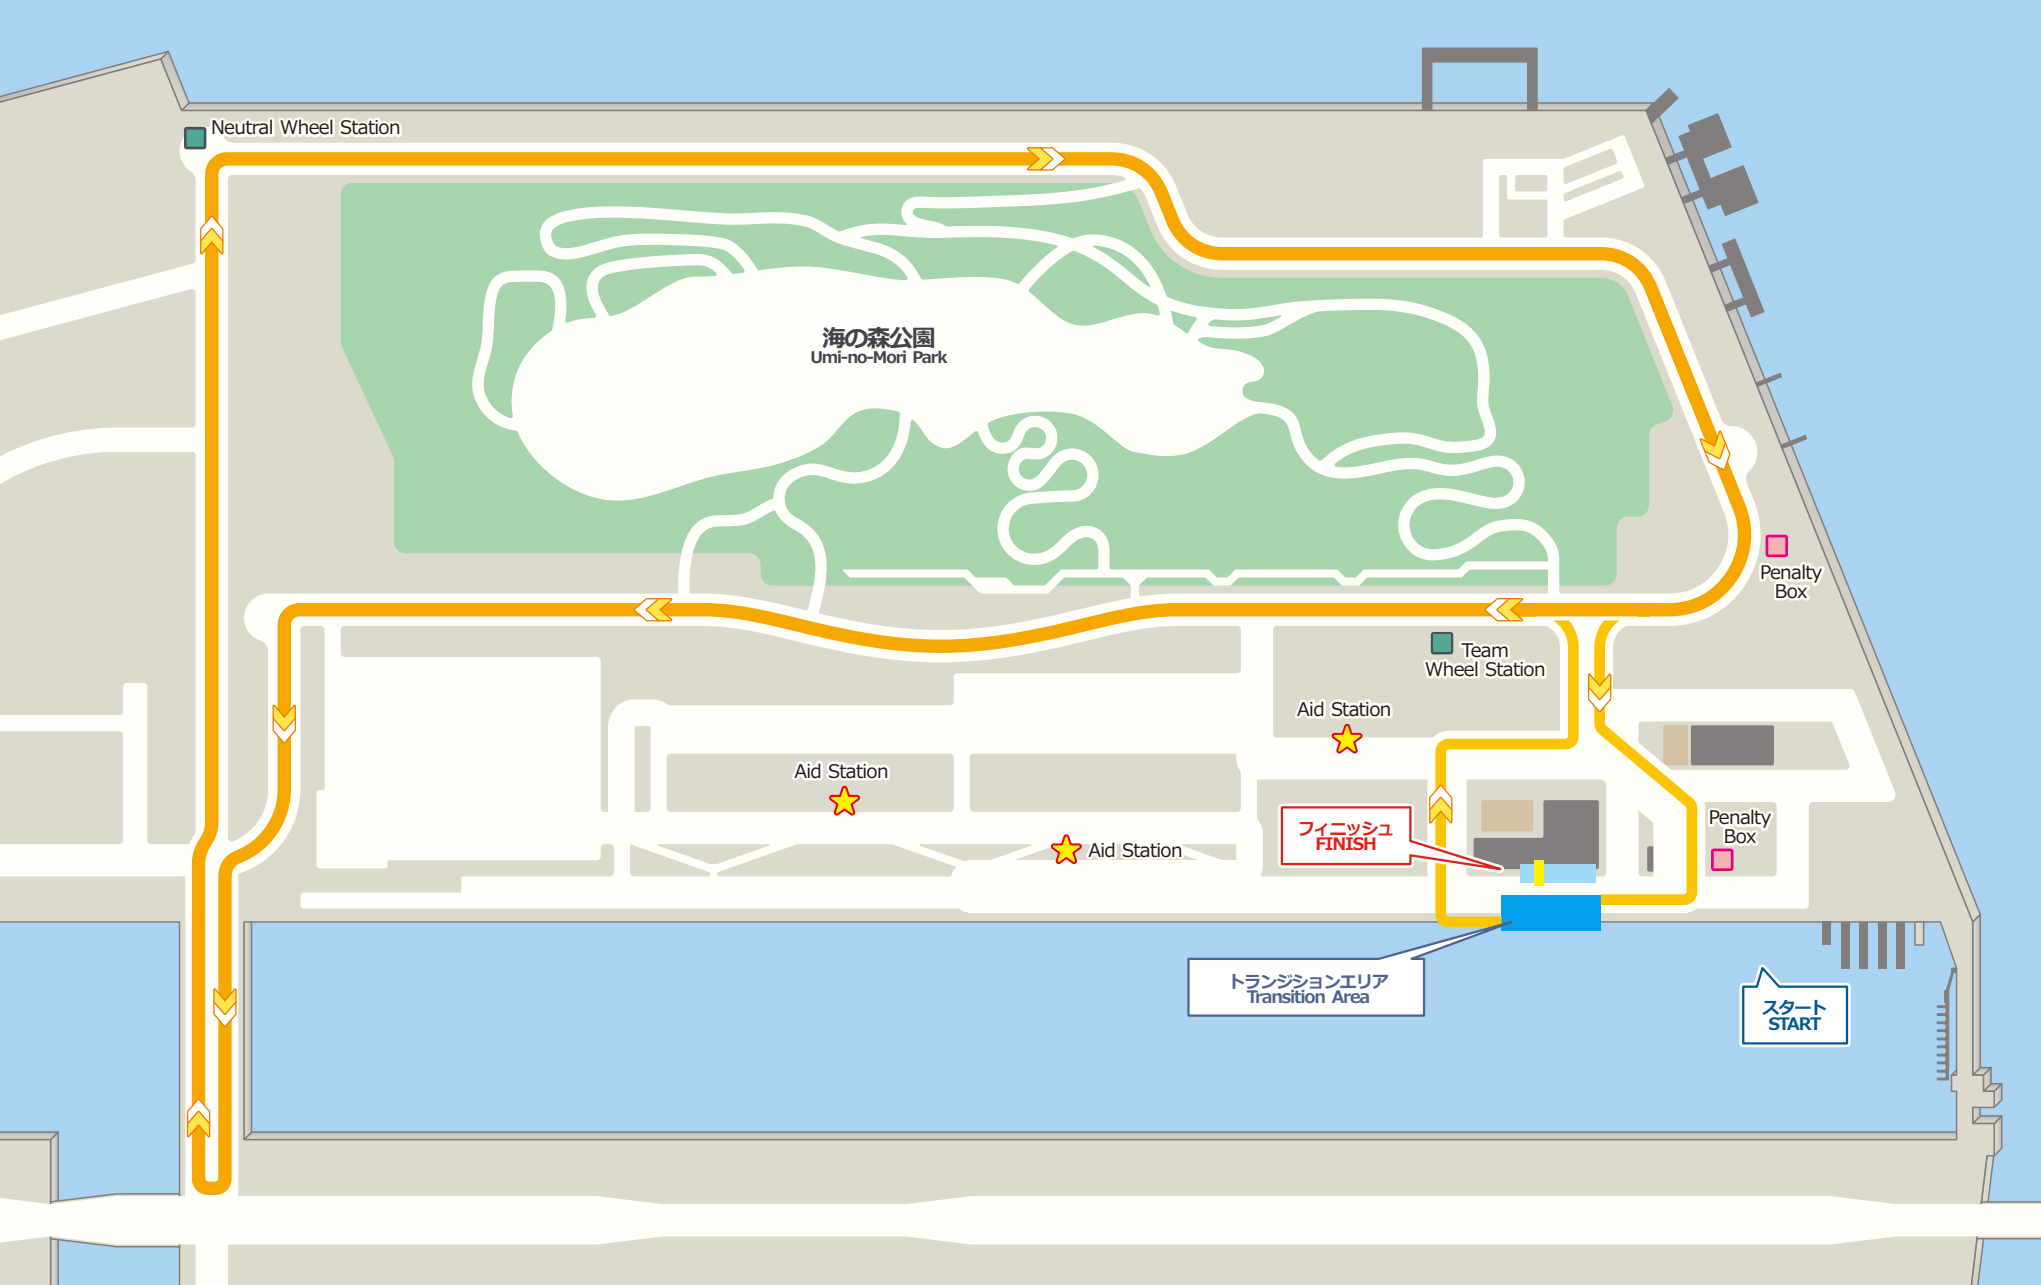 Neutral Wheel Station
海の森公園
Umi-no-Mori Park
Penalty
Box
Team
Wheel Station
Aid Station
Aid Station
Aid Station
フィニッシュ
FINISH
Penalty
Box
トランジションエリア
Transition Area
スタート
START